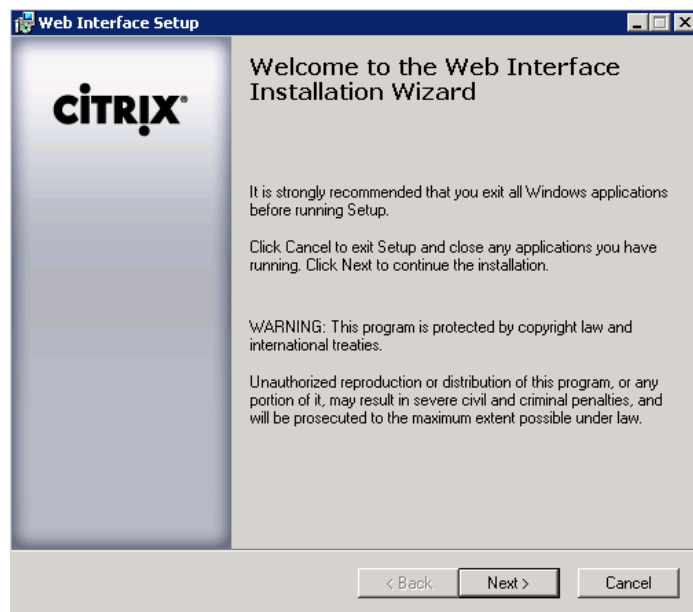 Web Interface Setup
CİTRIX®
Welcome to the Web Interface
Installation Wizard
It is strongly recommended that you exit all Windows applications
before running Setup.
Click Cancel to exit Setup and close any applications you have
running. Click Next to continue the installation.
WARNING: This program is protected by copyright law and
international treaties.
Unauthorized reproduction or distribution of this program, or any
portion of it, may result in severe civil and criminal penalties, and
will be prosecuted to the maximum extent possible under law.
< Back
Next >
Cancel